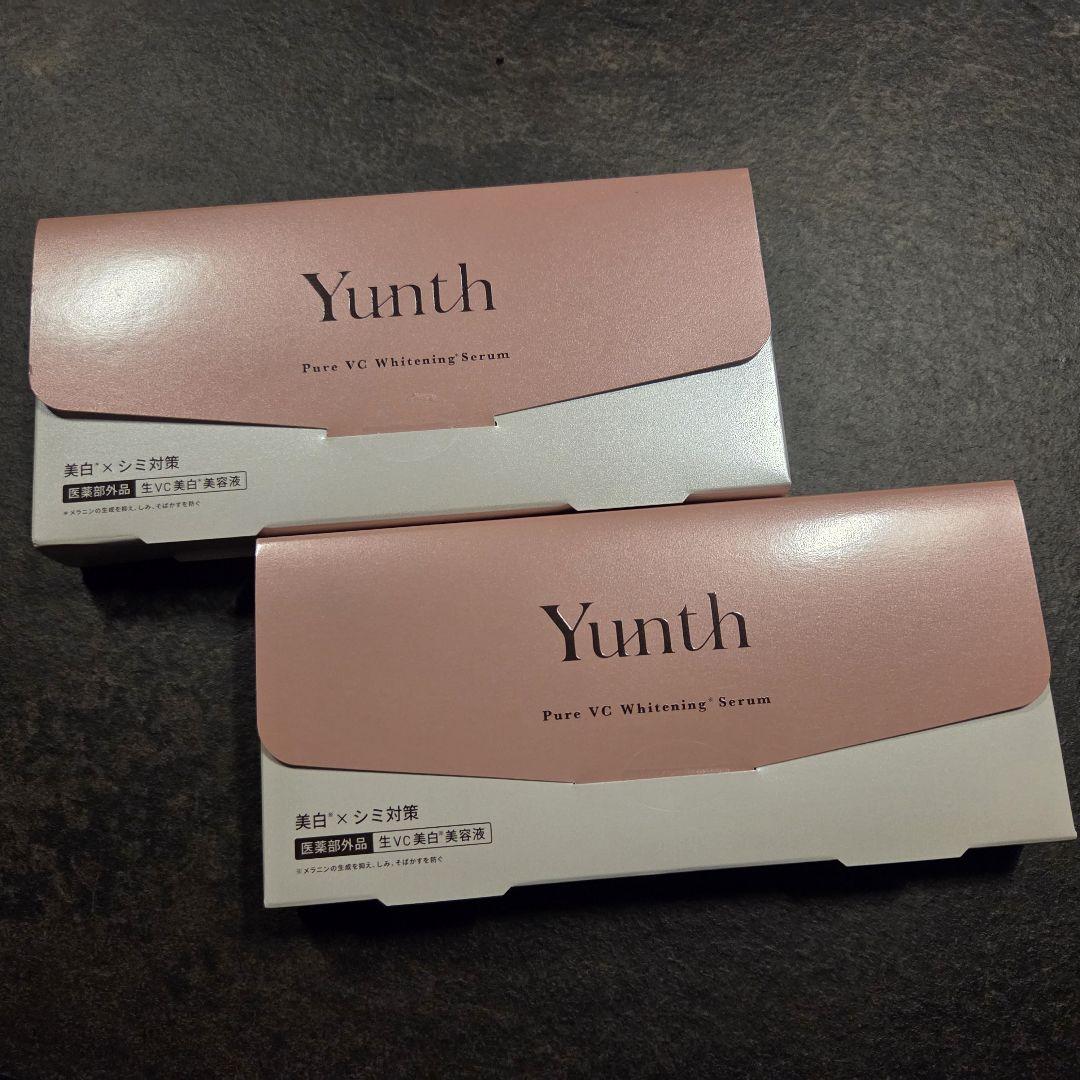 Yunth
Pure VC Whitening※ Serum
美白※×シミ対策
医薬部外品 生VC美白※美容液
※メラニンの生成を抑え、しみ、そばかすを防ぐ
Yunth
Pure VC Whitening※ Serum
美白※×シミ対策
医薬部外品 生VC美白※美容液
※メラニンの生成を抑え、しみ、そばかすを防ぐ